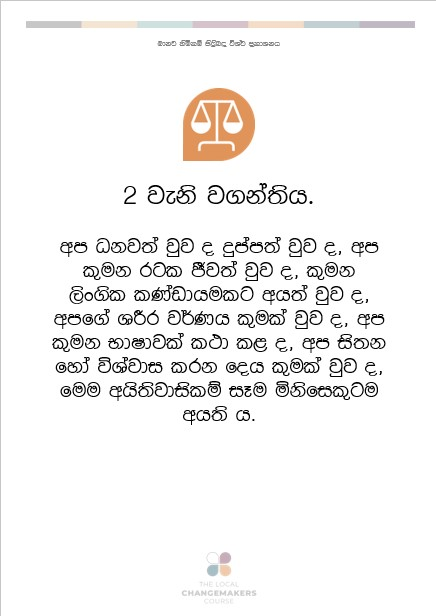 මානව හිමිකම් පිලිබඳ විශ්ව ප්‍රකාශනය
2 වැනි වගන්තිය.
අප ධනවත් වුව ද දුප්පත් වුව ද, අප
කුමන රටක ජීවත් වුව ද, කුමන
ලිංගික කණ්ඩායමකට අයත් වුව ද,
අපගේ ශරීර වර්ණය කුමක් වුව ද, අප
කුමන භාෂාවක් කථා කළ ද, අප සිතන
හෝ විශ්වාස කරන දෙය කුමක් වුව ද,
මෙම අයිතිවාසිකම් සෑම මිනිසෙකුටම
අයති ය.
THE LOCAL
CHANGEMAKERS
COURSE